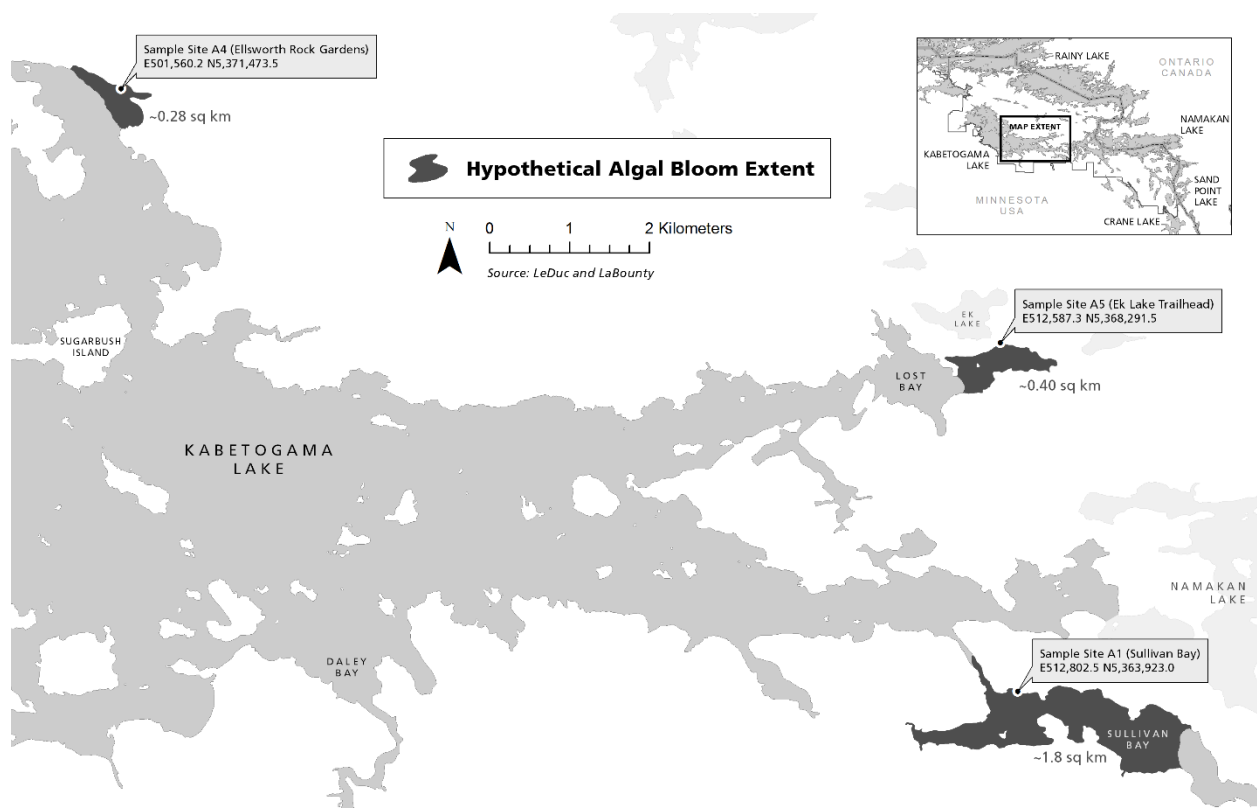 Sample Site A4 (Ellsworth Rock Gardens)
E501,560.2 N5,371,473.5
~0.28 sq km
Hypothetical Algal Bloom Extent
N
0 1 2 Kilometers
Source: LeDuc and LaBounty
RAINY LAKE
ONTARIO
CANADA
MAP EXTENT
NAMAKAN
LAKE
KABETOGAMA
LAKE
SAND
POINT
LAKE
MINNESOTA
USA
CRANE LAKE
Sample Site A5 (Ek Lake Trailhead)
E512,587.3 N5,368,291.5
EK
LAKE
SUGARBUSH
ISLAND
LOST
BAY
~0.40 sq km
KABETOGAMA
LAKE
NAMAKAN
LAKE
Sample Site A1 (Sullivan Bay)
E512,802.5 N5,363,923.0
DALEY
BAY
SULLIVAN
BAY
~1.8 sq km